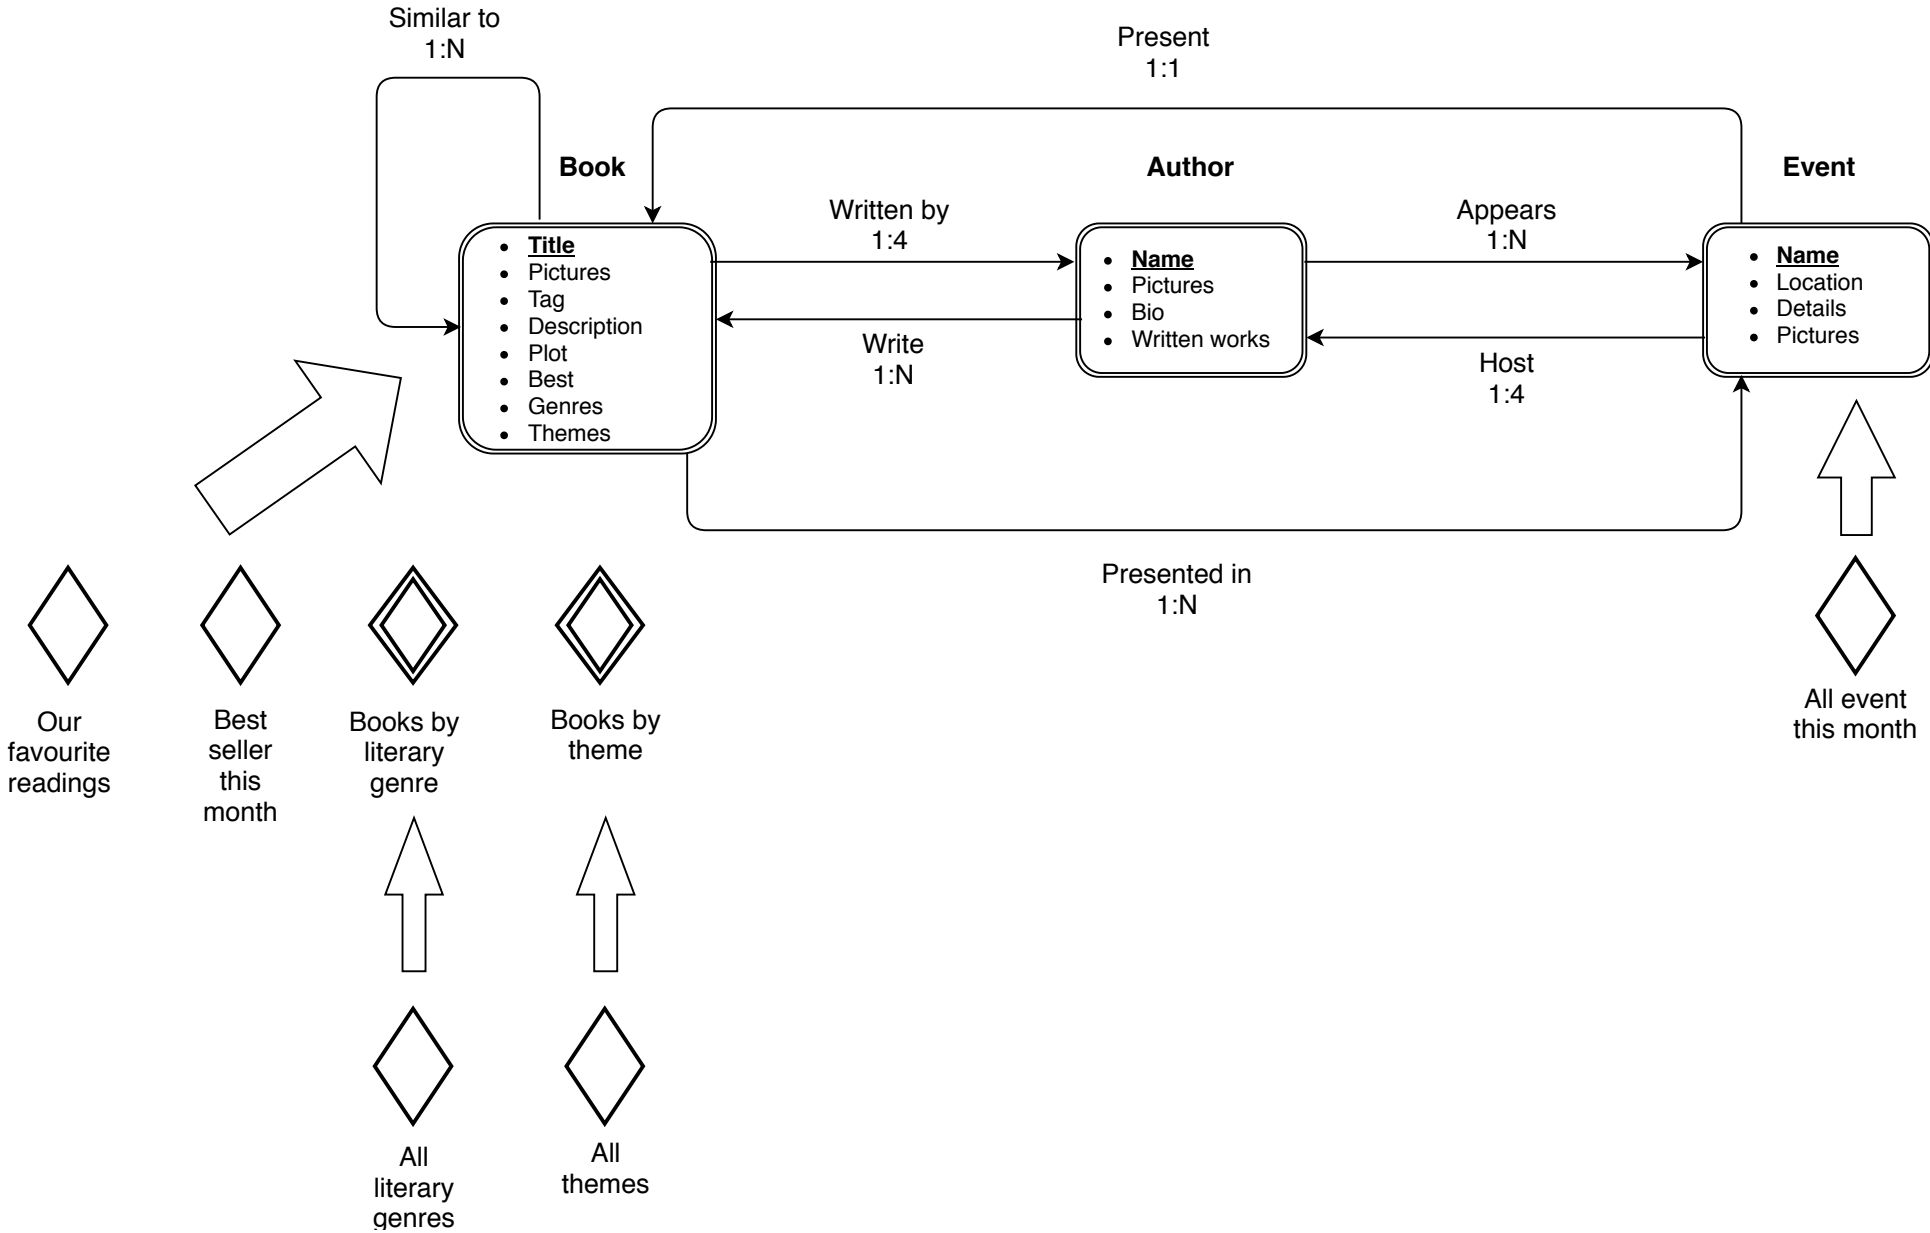 Similar to
1:N
Present
1:1
Book
Author
Event
Written by
1:4
Appears
1:N
Title
Pictures
Tag
Description
Plot
Best
Genres
Themes
Name
Pictures
Bio
Written works
Name
Location
Details
Pictures
Write
1:N
Host
1:4
Presented in
1:N
Our
favourite
readings
Best
seller
this
month
Books by
literary
genre
Books by
theme
All event
this month
All
literary
genres
All
themes